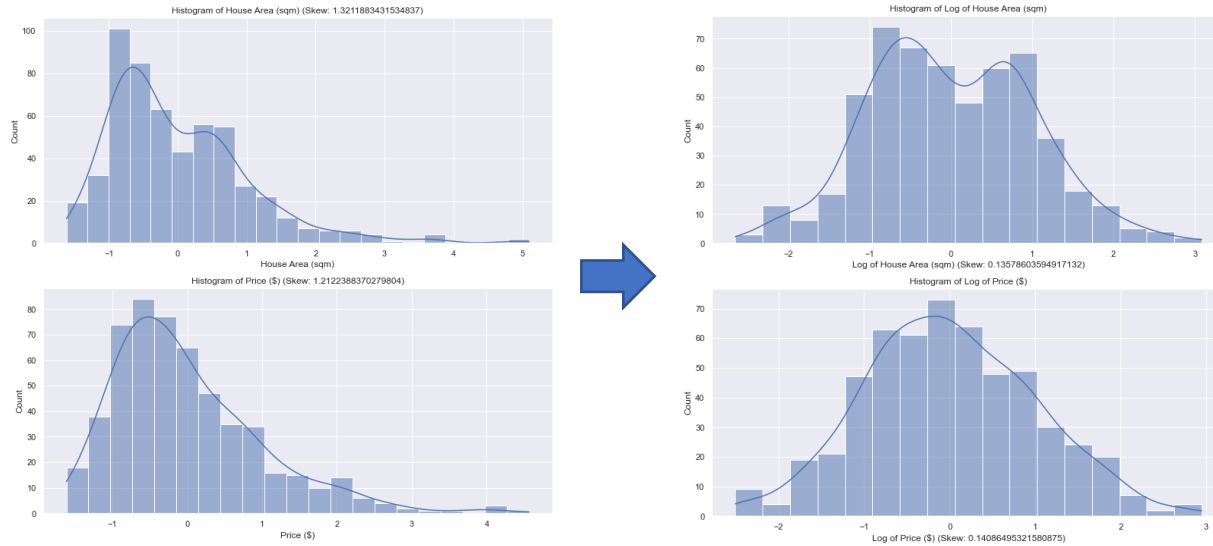 Histogram of House Area (sqm) (Skew: 1.3211883431534837)
100
80
60
40
20
0
Count
−1 0 1 2 3 4 5
House Area (sqm)
Histogram of Price ($) (Skew: 1.2122388370279804)
80
70
60
50
40
30
20
10
0
Count
−1 0 1 2 3 4
Price ($)
Histogram of Log of House Area (sqm)
70
60
50
40
30
20
10
0
Count
−2 −1 0 1 2 3
Log of House Area (sqm) (Skew: 0.13578603594917132)
Histogram of Log of Price ($)
70
60
50
40
30
20
10
0
Count
−2 −1 0 1 2 3
Log of Price ($) (Skew: 0.14086495321580875)